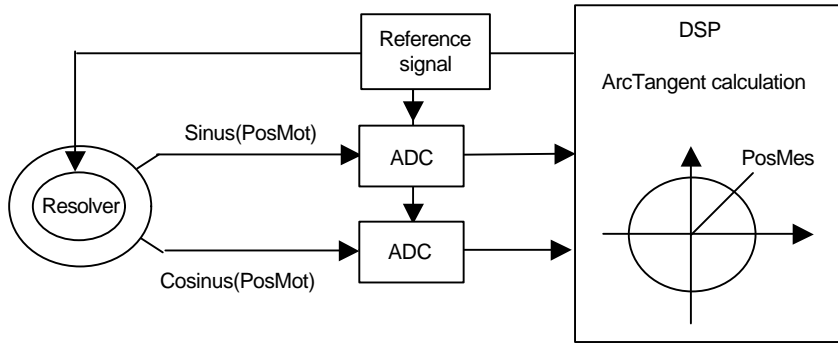 Reference
signal
DSP
ArcTangent calculation
Sinus(PosMot)
ADC
PosMes
Resolver
ADC
Cosinus(PosMot)